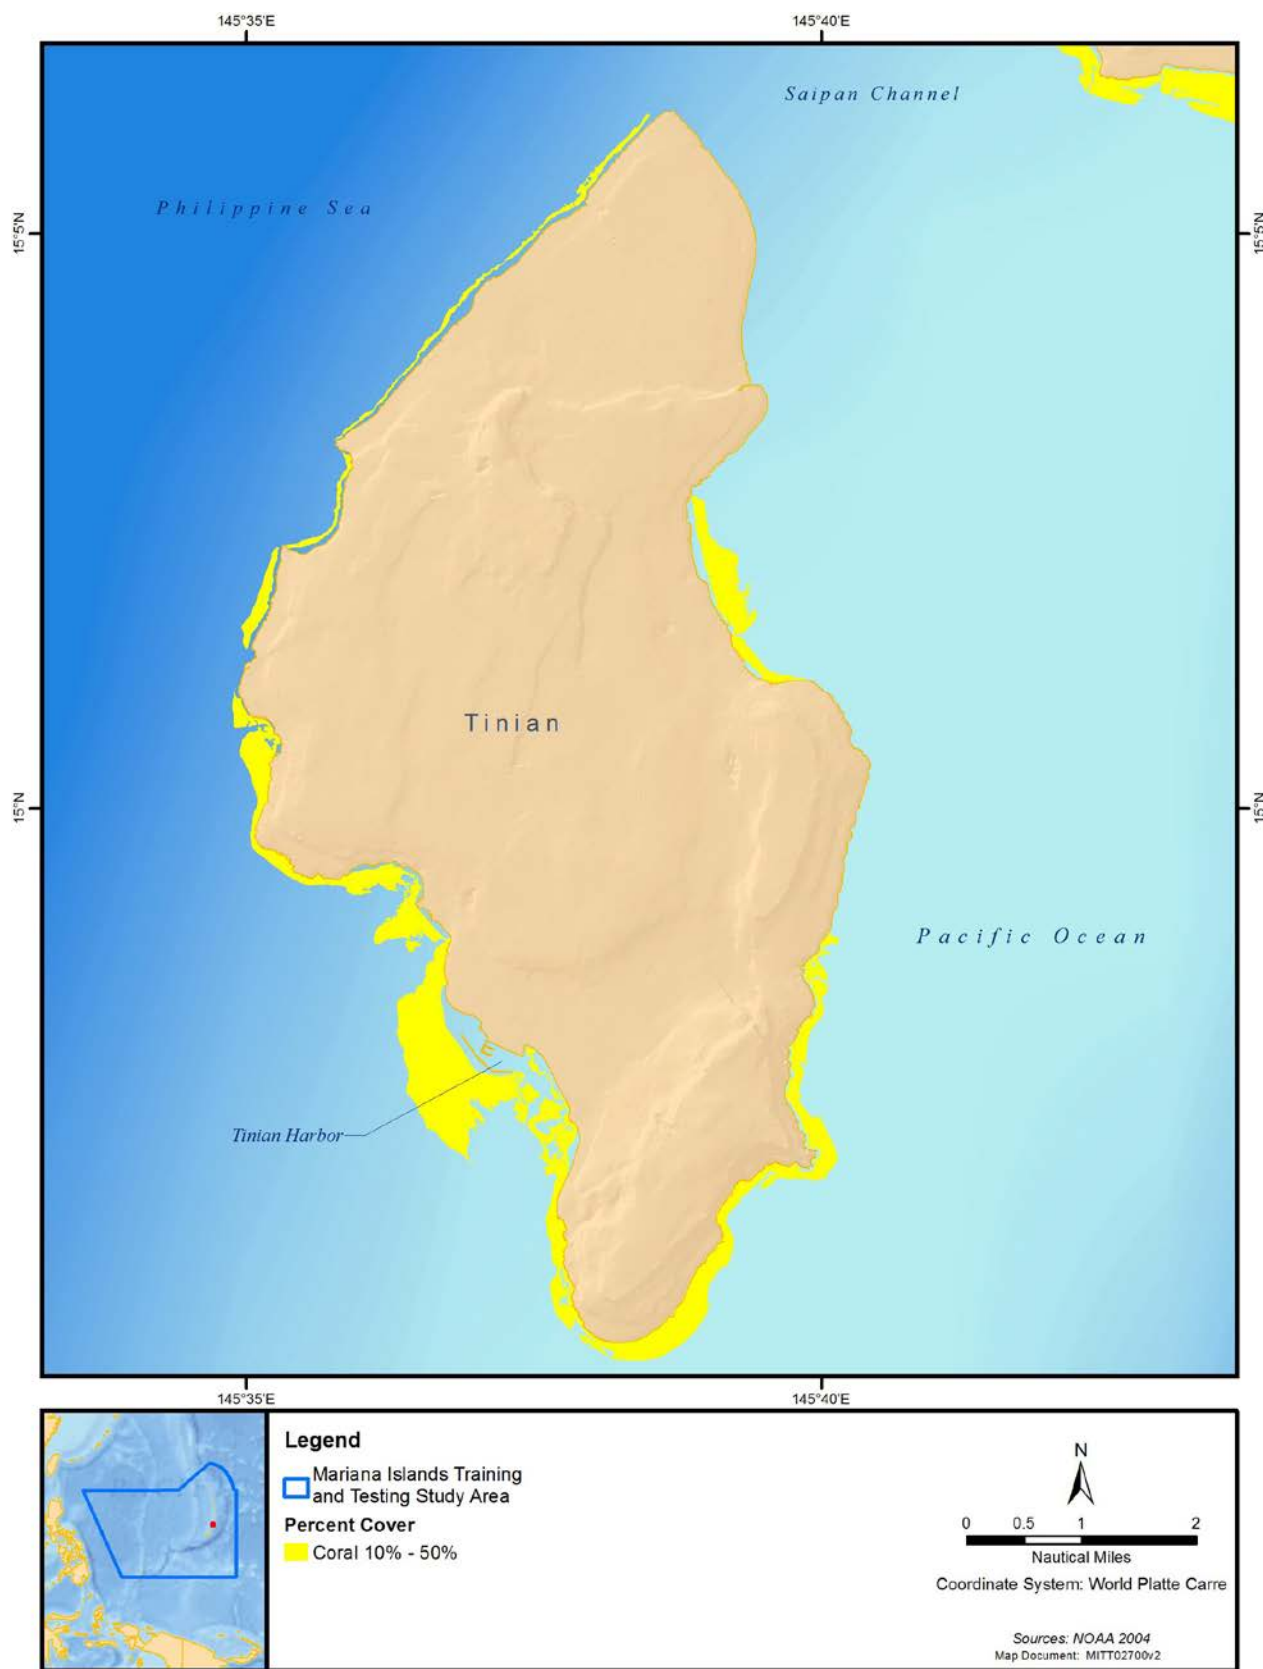 145°35'E
145°40'E
Saipan Channel
Philippine Sea
15°5'N
15°5'N
Tinian
15°N
15°N
Pacific Ocean
Tinian Harbor
145°35'E
145°40'E
Legend
Mariana Islands Training
and Testing Study Area
Percent Cover
Coral 10% - 50%
N
0 0.5 1 2
Nautical Miles
Coordinate System: World Platte Carre
Sources: NOAA 2004
Map Document: MITT02700v2